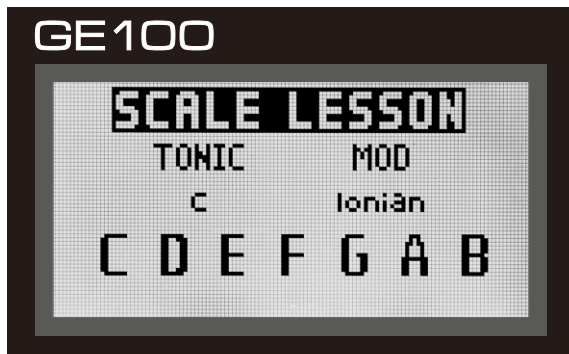 GE100
SCALE LESSON
TONIC MOD
C Ionian
C D E F G A B